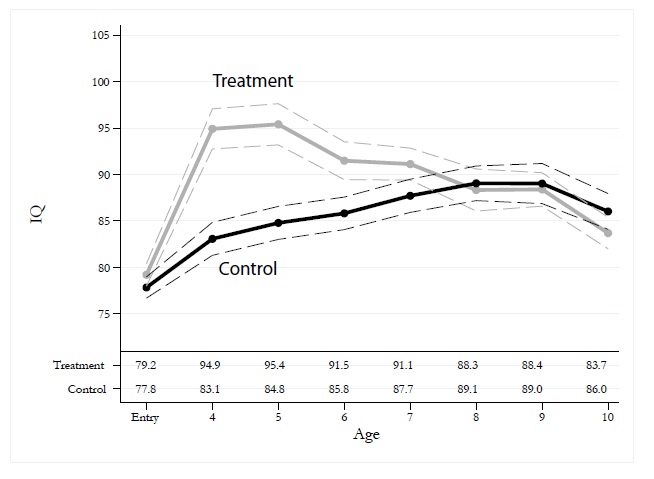 105
100
Treatment
95
90
IQ
85
80
Control
75
Treatment 79.2 94.9 95.4 91.5 91.1 88.3 88.4 83.7
Control 77.8 83.1 84.8 85.8 87.7 89.1 89.0 86.0
Entry 4 5 6 7 8 9 10
Age